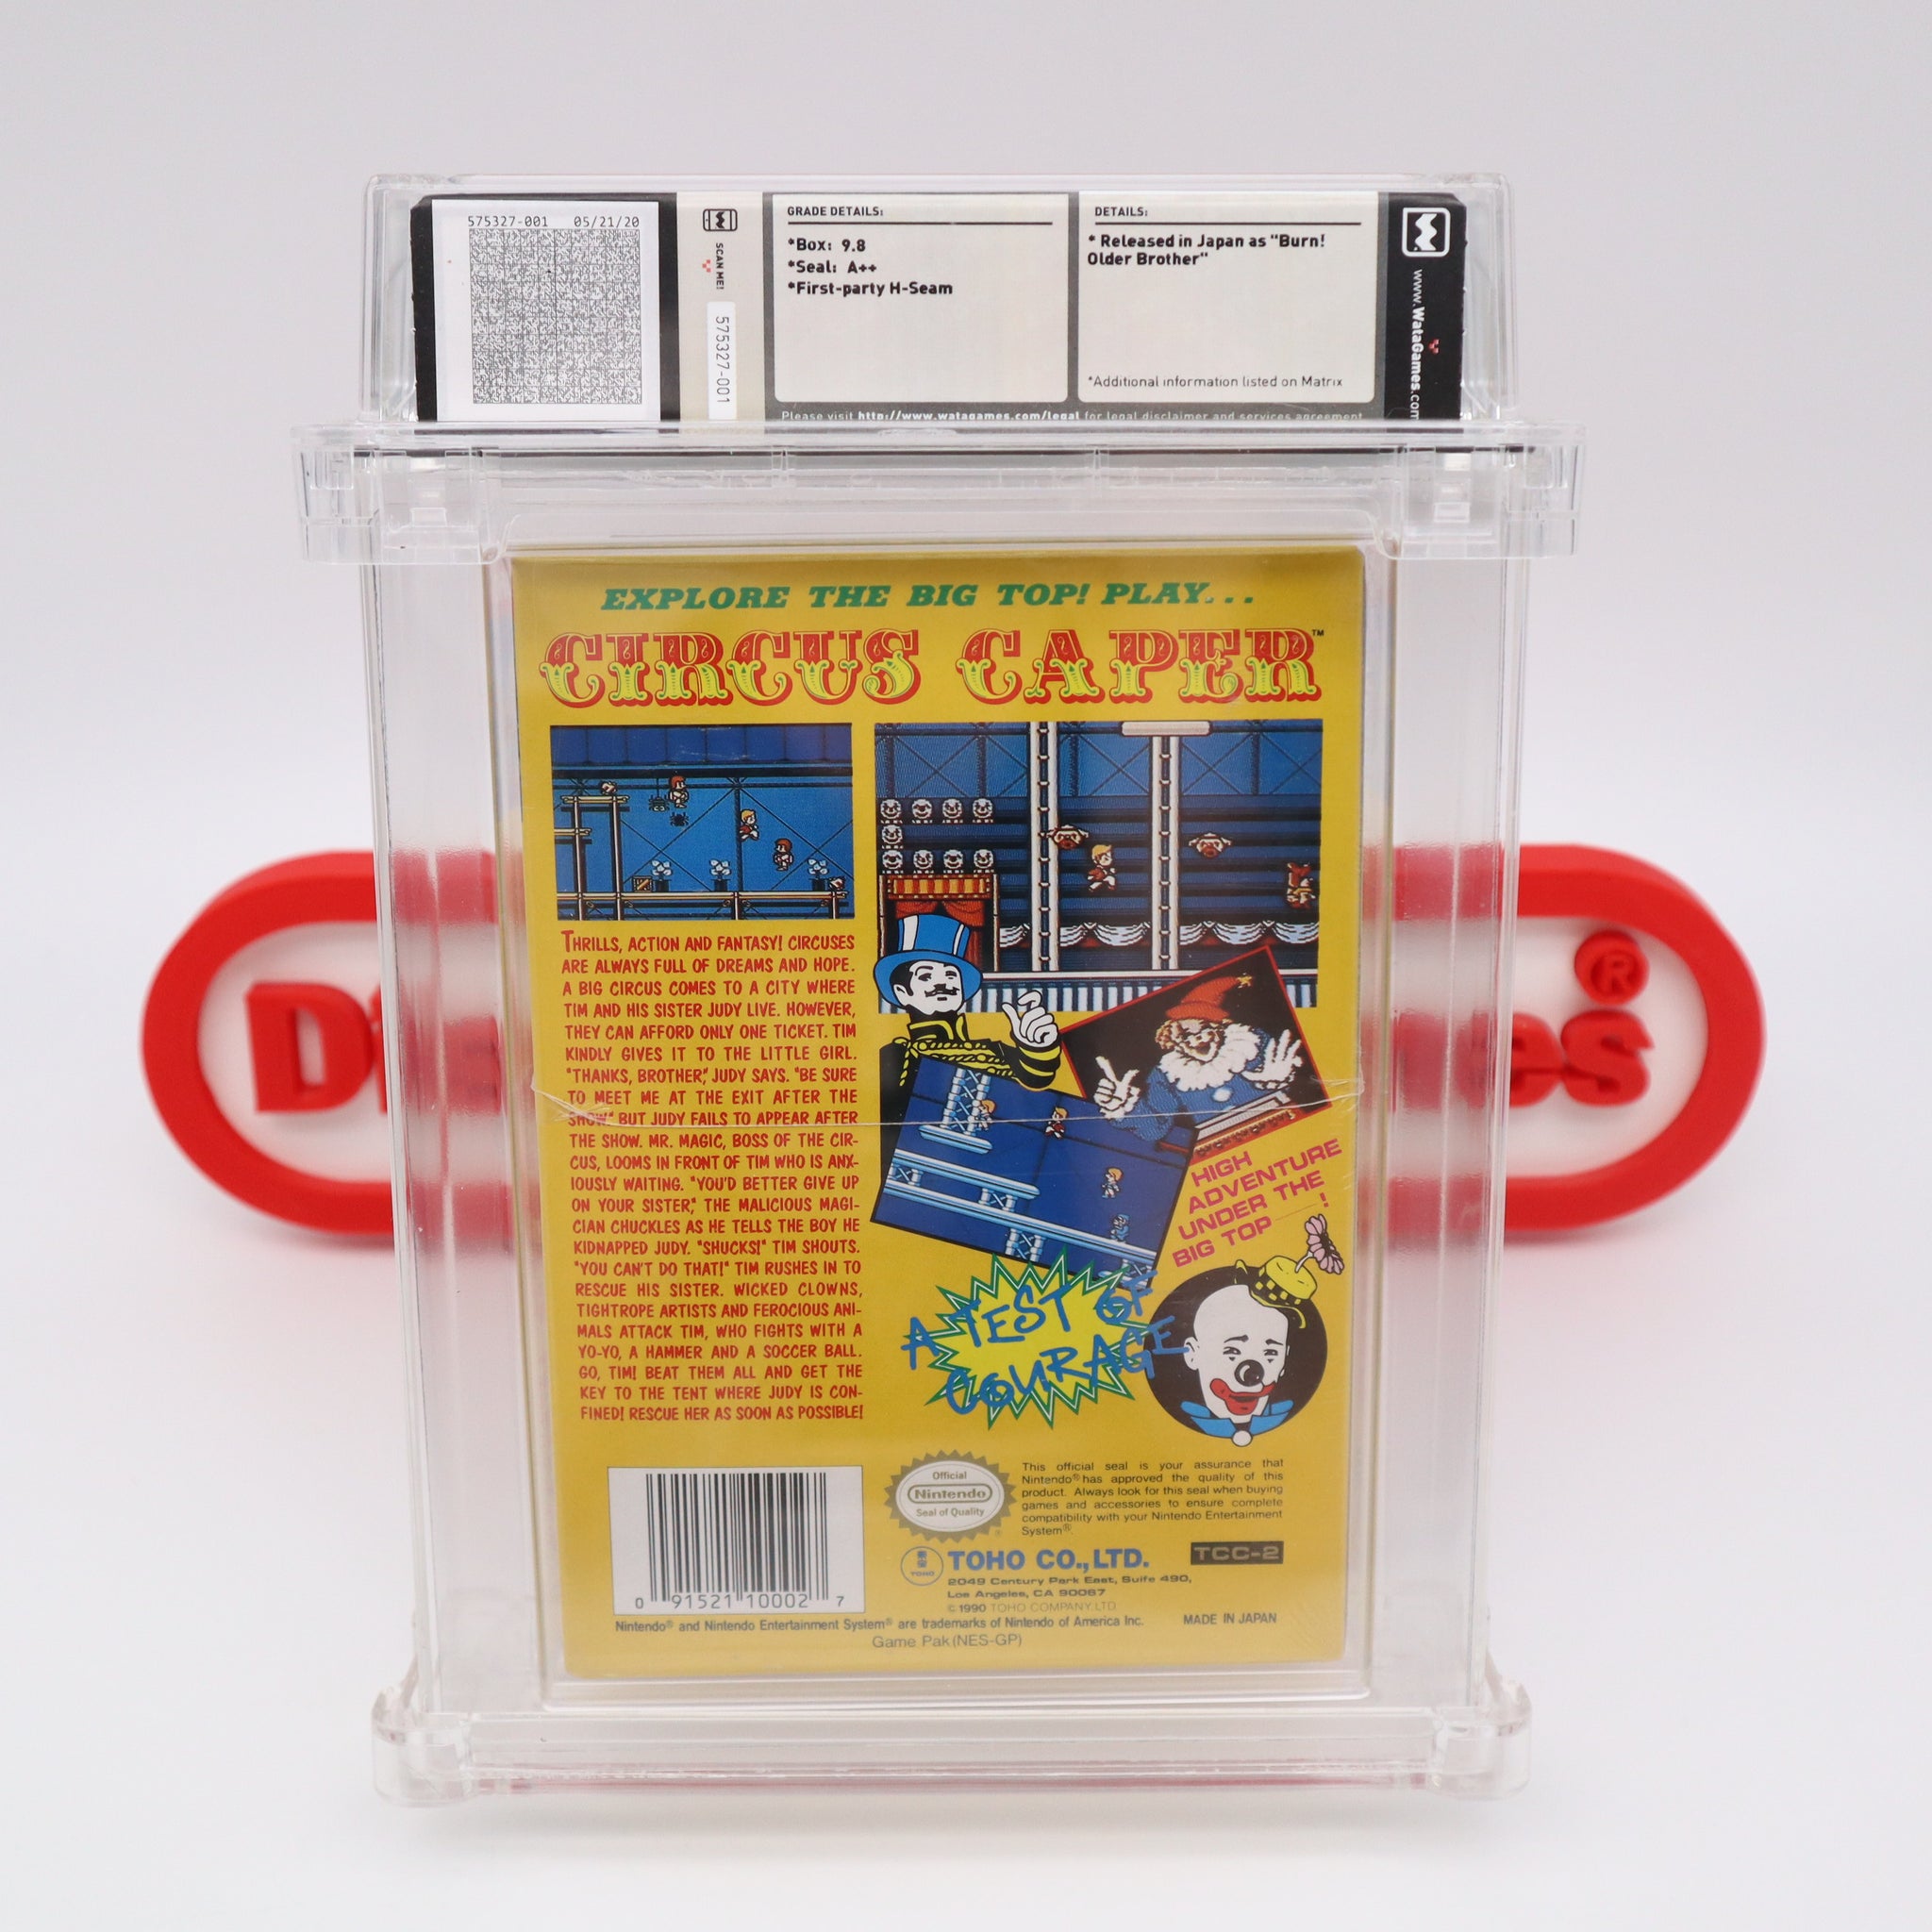 575327-001 05/21/20
SCAN ME!
575327-001
GRADE DETAILS:
*Box: 9.8
*Seal: A++
*First-party H-Seam
DETAILS:
* Released in Japan as "Burn!
Older Brother"
*Additional information listed on Matrix
Please visit http://www.watagames.com/legal for legal disclaimer and services agreement
www.WataGames.com
EXPLORE THE BIG TOP! PLAY...
CIRCUS CAPER™
THRILLS, ACTION AND FANTASY! CIRCUSES
ARE ALWAYS FULL OF DREAMS AND HOPE.
A BIG CIRCUS COMES TO A CITY WHERE
TIM AND HIS SISTER JUDY LIVE. HOWEVER,
THEY CAN AFFORD ONLY ONE TICKET. TIM
KINDLY GIVES IT TO THE LITTLE GIRL.
"THANKS, BROTHER," JUDY SAYS. "BE SURE
TO MEET ME AT THE EXIT AFTER THE
SHOW." BUT JUDY FAILS TO APPEAR AFTER
THE SHOW. MR. MAGIC, BOSS OF THE CIR-
CUS, LOOMS IN FRONT OF TIM WHO IS ANX-
IOUSLY WAITING. "YOU'D BETTER GIVE UP
ON YOUR SISTER," THE MALICIOUS MAGI-
CIAN CHUCKLES AS HE TELLS THE BOY HE
KIDNAPPED JUDY. "SHUCKS!" TIM SHOUTS.
"YOU CAN'T DO THAT!" TIM RUSHES IN TO
RESCUE HIS SISTER. WICKED CLOWNS,
TIGHTROPE ARTISTS AND FEROCIOUS ANI-
MALS ATTACK TIM, WHO FIGHTS WITH A
YO-YO, A HAMMER AND A SOCCER BALL.
GO, TIM! BEAT THEM ALL AND GET THE
KEY TO THE TENT WHERE JUDY IS CON-
FINED! RESCUE HER AS SOON AS POSSIBLE!
HIGH
ADVENTURE
UNDER THE
BIG TOP !
A TEST OF
COURAGE
0 91521 10002 7
Official
Nintendo
Seal of Quality
®
This official seal is your assurance that
Nintendo® has approved the quality of this
product. Always look for this seal when buying
games and accessories to ensure complete
compatibility with your Nintendo Entertainment
System®.
TOHO
TOHO CO., LTD.
TCC-2
2049 Century Park East, Suite 490,
Los Angeles, CA 90067
© 1990 TOHO COMPANY. LTD
Nintendo® and Nintendo Entertainment System® are trademarks of Nintendo of America Inc.
MADE IN JAPAN
Game Pak (NES-GP)
®
es